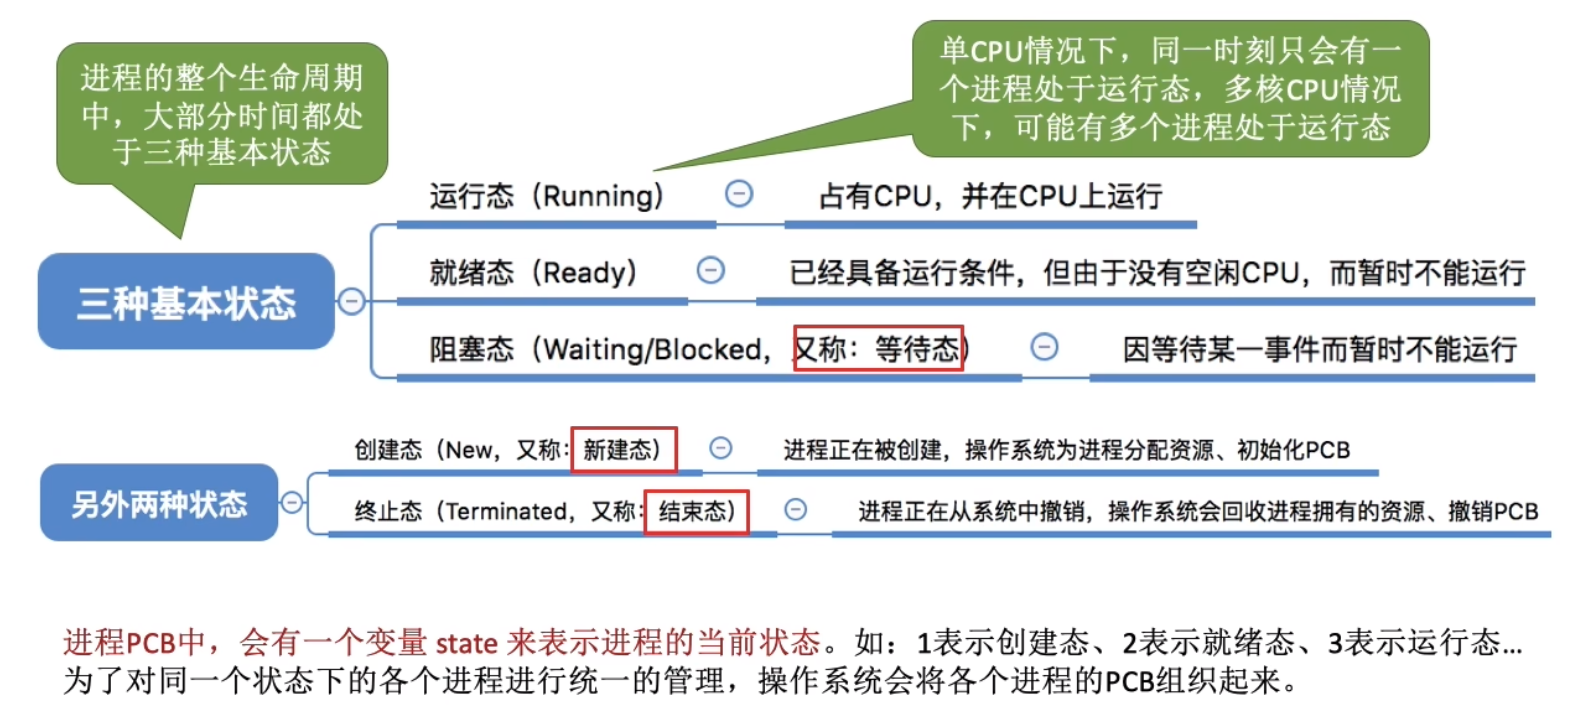 进程的整个生命周期
中，大部分时间都处
于三种基本状态
单CPU情况下，同一时刻只会有一
个进程处于运行态，多核CPU情况
下，可能有多个进程处于运行态
三种基本状态
运行态（Running）
占有CPU，并在CPU上运行
就绪态（Ready）
已经具备运行条件，但由于没有空闲CPU，而暂时不能运行
阻塞态（Waiting/Blocked，又称：等待态）
因等待某一事件而暂时不能运行
另外两种状态
创建态（New，又称：新建态）
进程正在被创建，操作系统为进程分配资源、初始化PCB
终止态（Terminated，又称：结束态）
进程正在从系统中撤销，操作系统会回收进程拥有的资源、撤销PCB
进程PCB中，会有一个变量 state 来表示进程的当前状态。如：1表示创建态、2表示就绪态、3表示运行态...
为了对同一个状态下的各个进程进行统一的管理，操作系统会将各个进程的PCB组织起来。